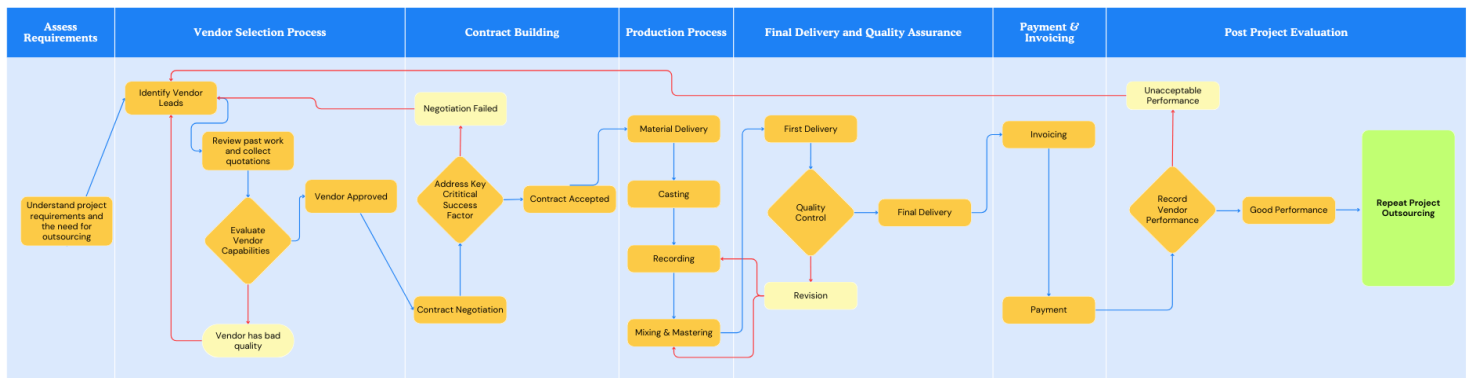 Assess
Requirements
Vendor Selection Process
Contract Building
Production Process
Final Delivery and Quality Assurance
Payment &
Invoicing
Post Project Evaluation
Understand project
requirements and
the need for
outsourcing
Identify Vendor
Leads
Review past work
and collect
quotations
Evaluate
Vendor
Capabilities
Vendor has bad
quality
Vendor Approved
Negotiation Failed
Address Key
Crititical
Success
Factor
Contract Accepted
Contract Negotiation
Material Delivery
Casting
Recording
Mixing & Mastering
First Delivery
Quality
Control
Final Delivery
Revision
Invoicing
Payment
Unacceptable
Performance
Record
Vendor
Performance
Good Performance
Repeat Project
Outsourcing